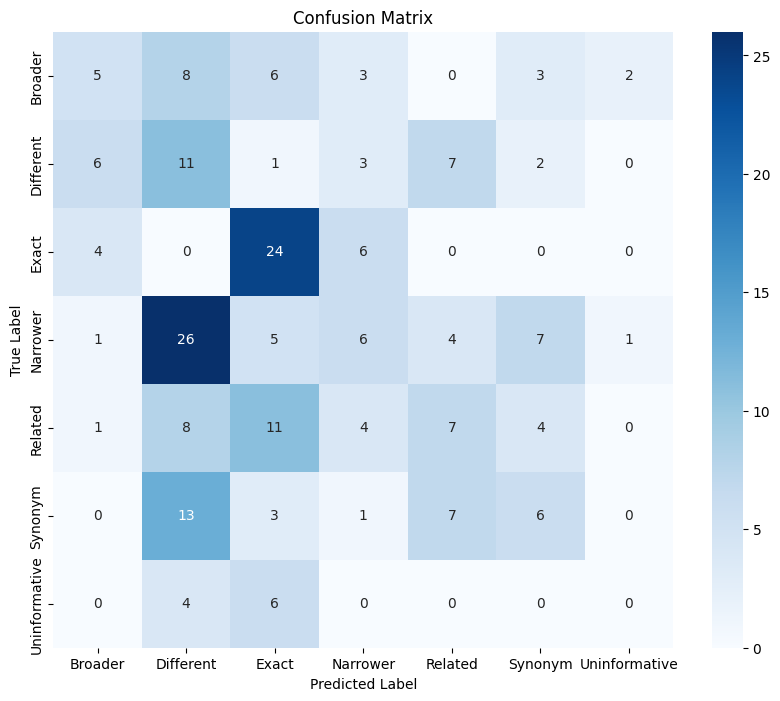 Confusion Matrix
True Label
Broader 5 8 6 3 0 3 2
Different 6 11 1 3 7 2 0
Exact 4 0 24 6 0 0 0
Narrower 1 26 5 6 4 7 1
Related 1 8 11 4 7 4 0
Synonym 0 13 3 1 7 6 0
Uninformative 0 4 6 0 0 0 0
Broader Different Exact Narrower Related Synonym Uninformative
Predicted Label
25
20
15
10
5
0